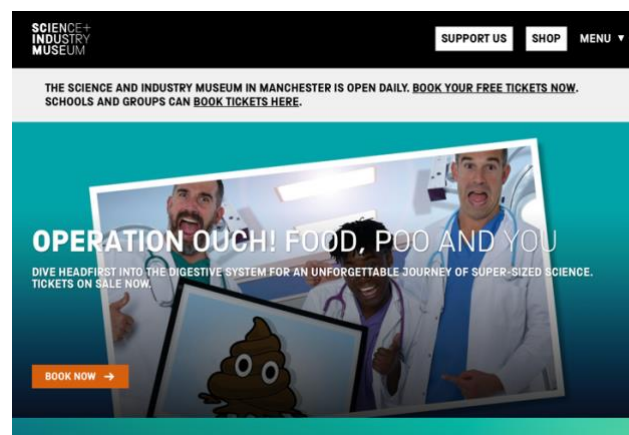 SCIENCE+
INDUSTRY
MUSEUM
SUPPORT US
SHOP
MENU ▼
THE SCIENCE AND INDUSTRY MUSEUM IN MANCHESTER IS OPEN DAILY. BOOK YOUR FREE TICKETS NOW.
SCHOOLS AND GROUPS CAN BOOK TICKETS HERE.
OPERATION OUCH! FOOD, POO AND YOU
DIVE HEADFIRST INTO THE DIGESTIVE SYSTEM FOR AN UNFORGETTABLE JOURNEY OF SUPER-SIZED SCIENCE.
TICKETS ON SALE NOW.
BOOK NOW →